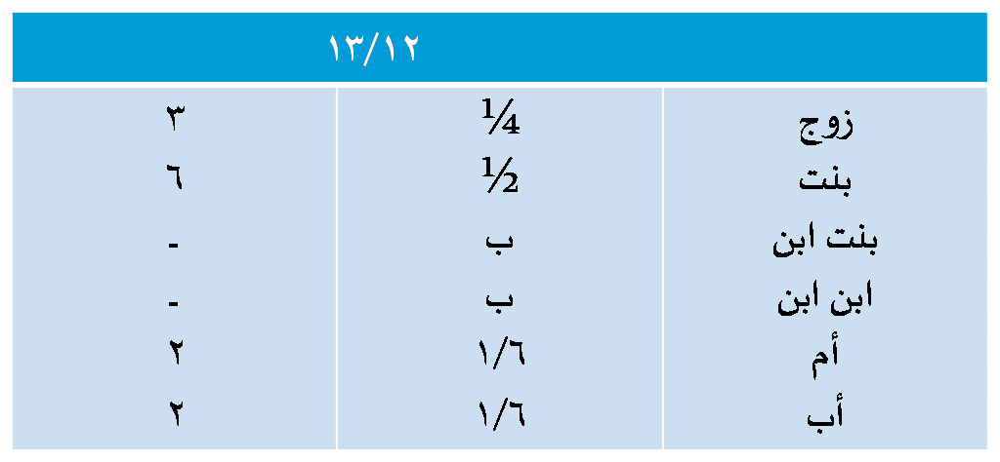 ١٣/١٢
زوج ¼ ٣
بنت ½ ٦
بنت ابن ب -
ابن ابن ب -
أم ١/٦ ٢
أب ١/٦ ٢